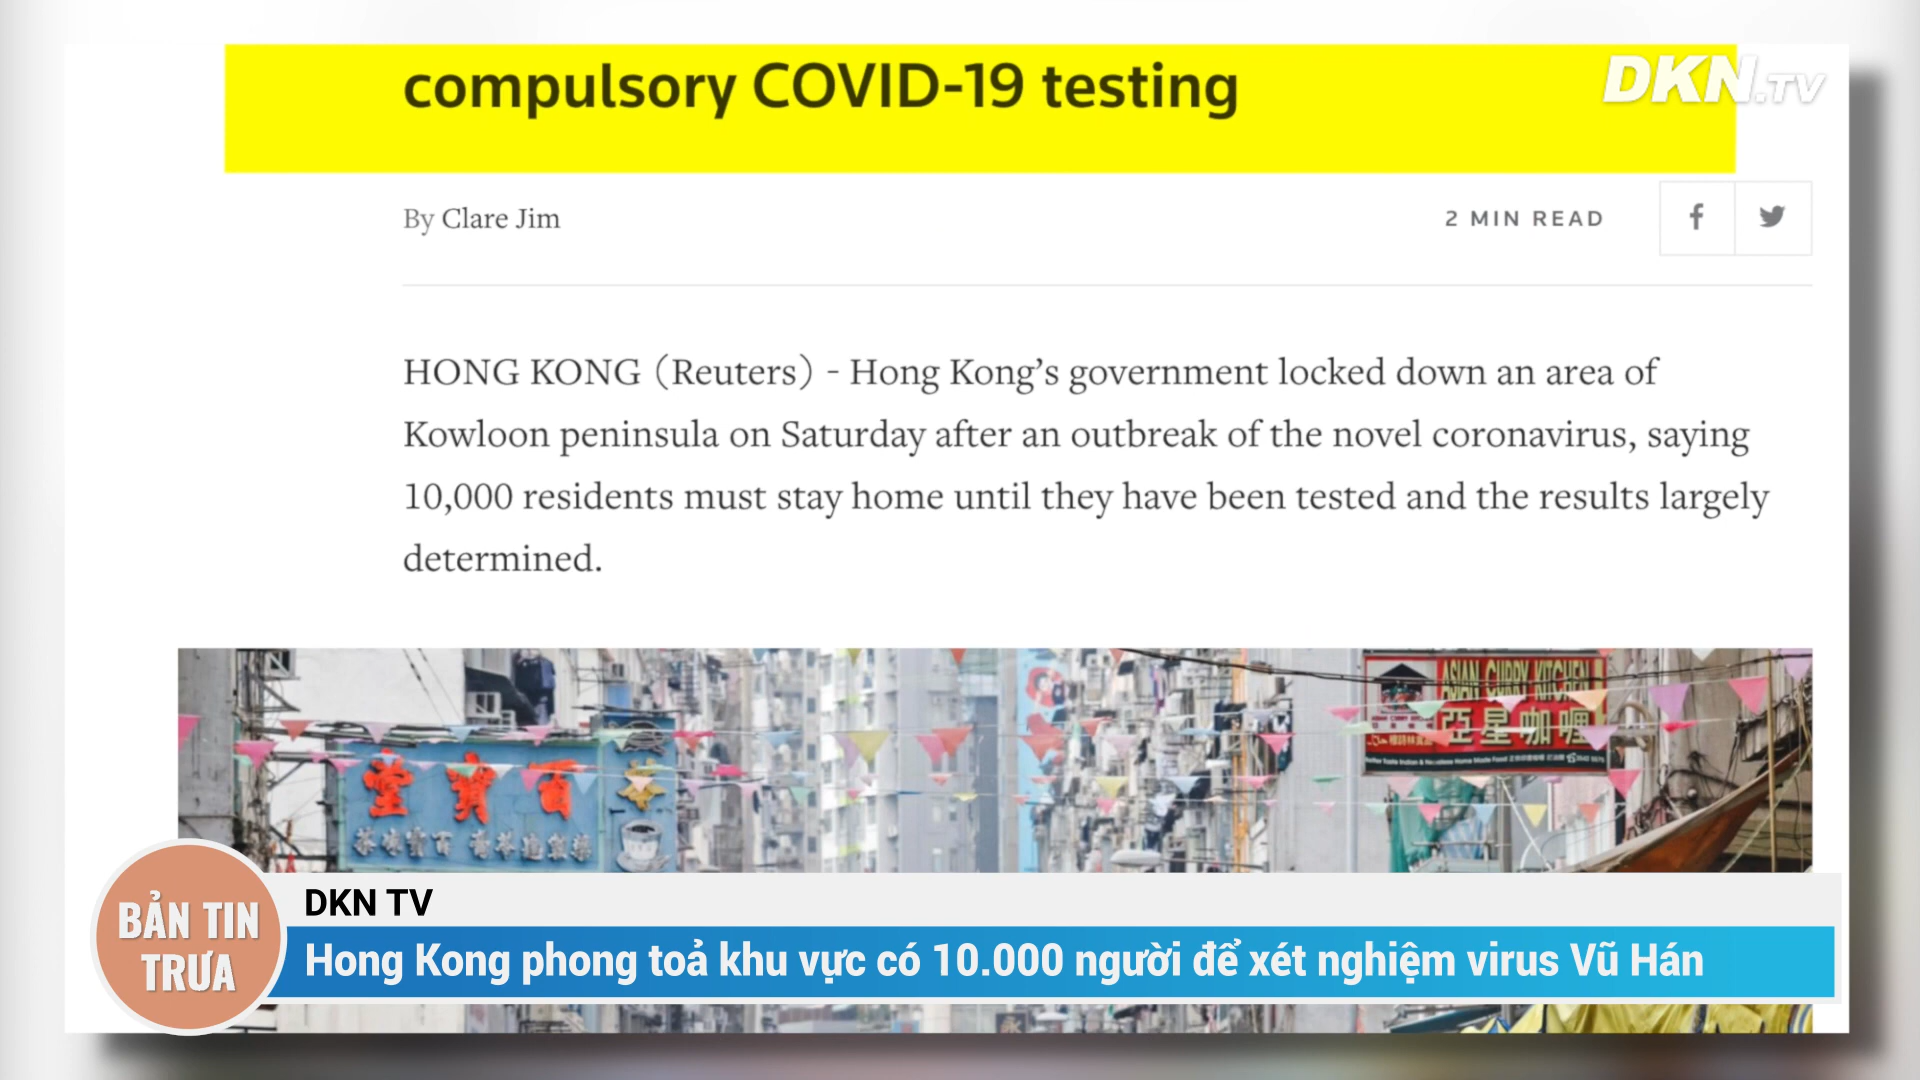 compulsory COVID-19 testing
DKN.TV
By Clare Jim
2 MIN READ
HONG KONG (Reuters) - Hong Kong’s government locked down an area of
Kowloon peninsula on Saturday after an outbreak of the novel coronavirus, saying
10,000 residents must stay home until they have been tested and the results largely
determined.
ASIAN CURRY KITCHEN
亞星咖喱
堂寶百
茶
BẢN TIN
TRƯA
DKN TV
Hong Kong phong toả khu vực có 10.000 người để xét nghiệm virus Vũ Hán